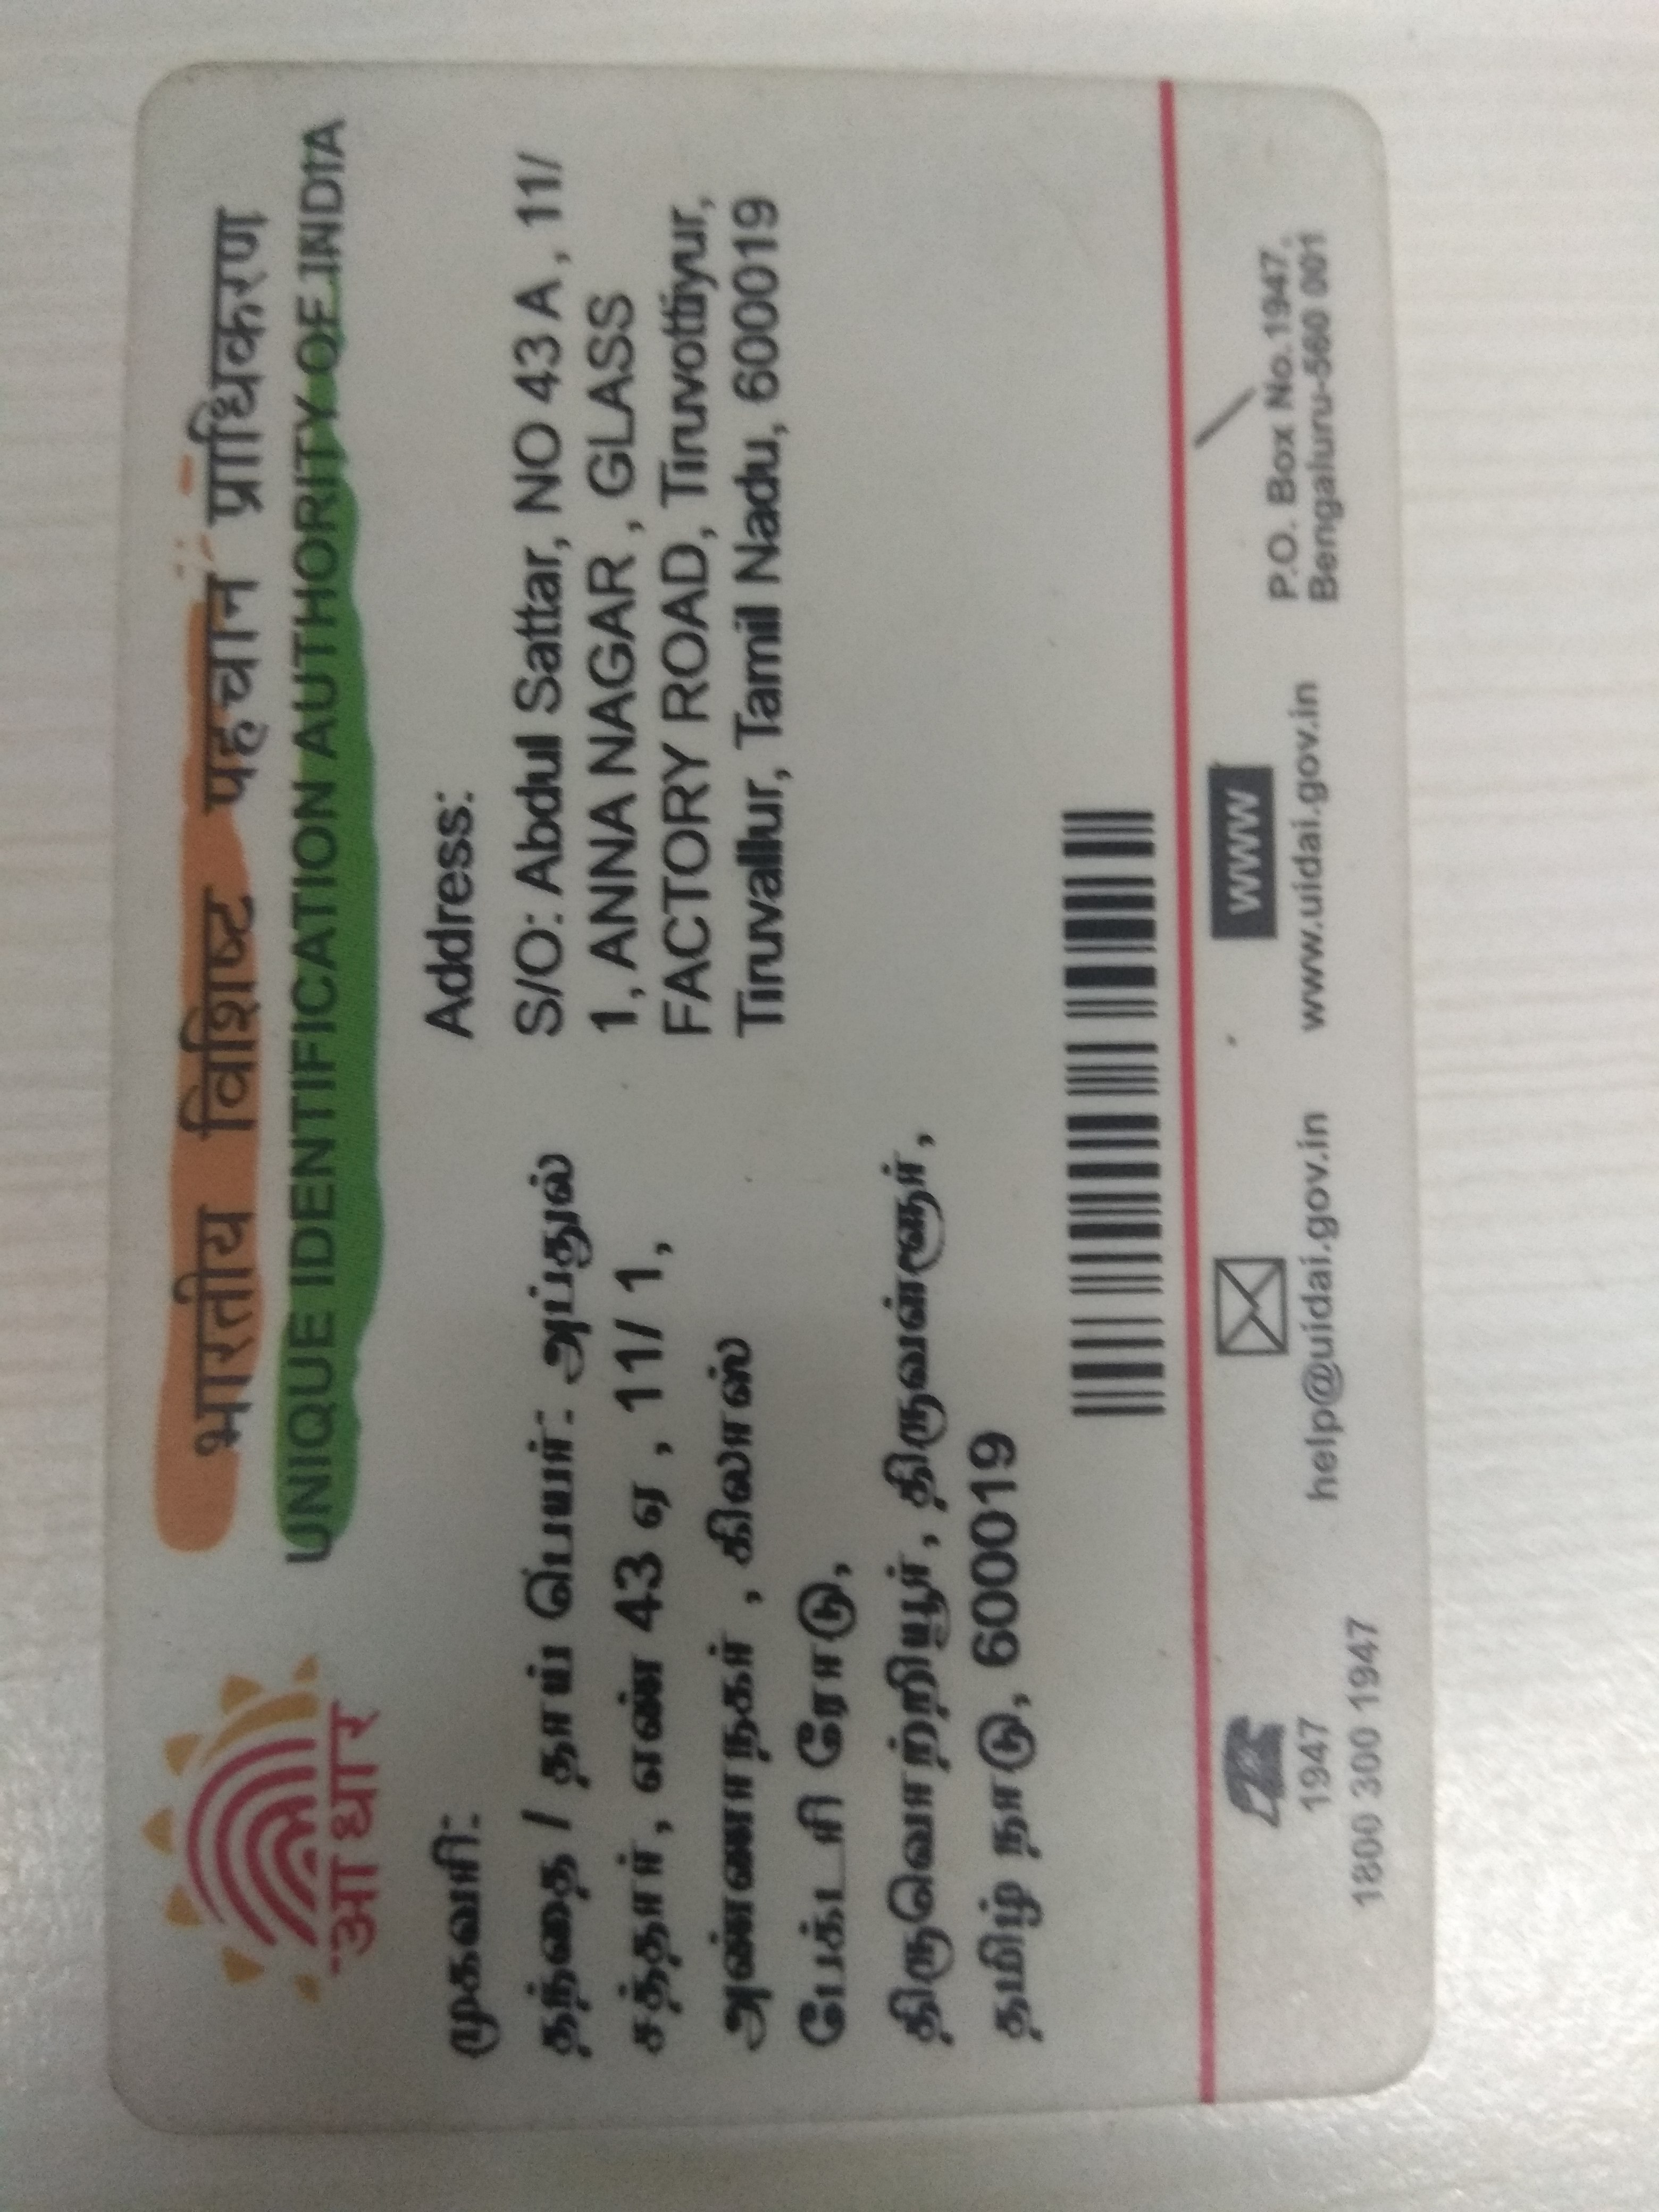 भारतीय विशिष्ट पहचान प्राधिकरण
UNIQUE IDENTIFICATION AUTHORITY OF INDIA
आधार
முகவரி:
தந்தை / தாய் பெயர்: அப்துல்
சத்தார், எண் 43 ஏ , 11/ 1,
அண்ணாநகர் , கிலாஸ்
பேக்டரி ரோடு,
திருவொற்றியூர், திருவள்ளூர்,
தமிழ் நாடு, 600019
Address:
S/O: Abdul Sattar, NO 43 A , 11/
1, ANNA NAGAR , GLASS
FACTORY ROAD, Tiruvottiyur,
Tiruvallur, Tamil Nadu, 600019
1947
1800 300 1947
help@uidai.gov.in
WWW
www.uidai.gov.in
P.O. Box No.1947,
Bengaluru-560 001